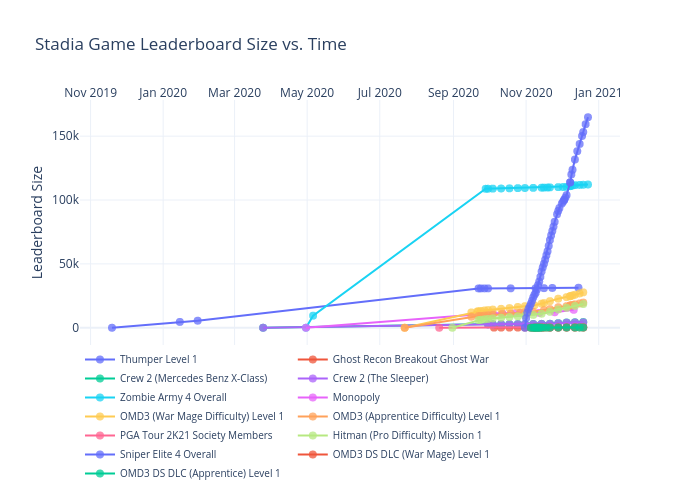 Stadia Game Leaderboard Size vs. Time
Nov 2019 Jan 2020 Mar 2020 May 2020 Jul 2020 Sep 2020 Nov 2020 Jan 2021
150k
100k
50k
0
Leaderboard Size
Thumper Level 1 Ghost Recon Breakout Ghost War
Crew 2 (Mercedes Benz X-Class) Crew 2 (The Sleeper)
Zombie Army 4 Overall Monopoly
OMD3 (War Mage Difficulty) Level 1 OMD3 (Apprentice Difficulty) Level 1
PGA Tour 2K21 Society Members Hitman (Pro Difficulty) Mission 1
Sniper Elite 4 Overall OMD3 DS DLC (War Mage) Level 1
OMD3 DS DLC (Apprentice) Level 1